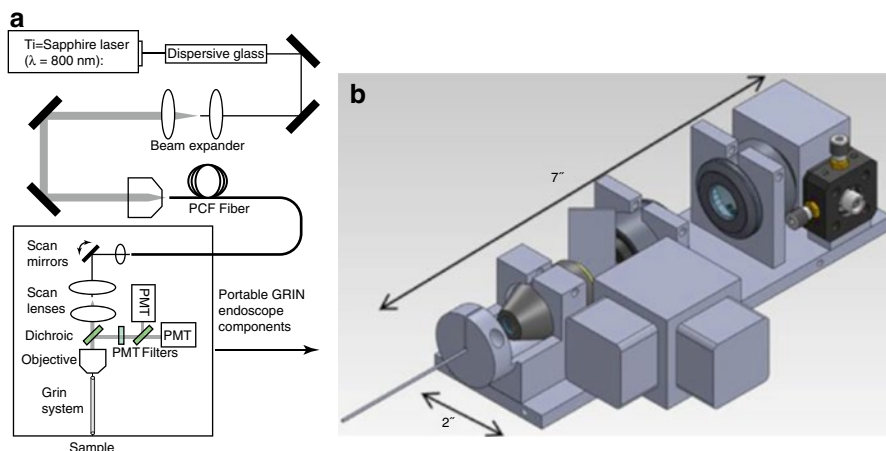 a
Ti=Sapphire laser
(λ = 800 nm):
Dispersive glass
Beam expander
PCF Fiber
Scan
mirrors
Scan
lenses
PMT
PMT
Dichroic
PMT Filters
Objective
Grin
system
Sample
Portable GRIN
endoscope
components
b
7″
2″